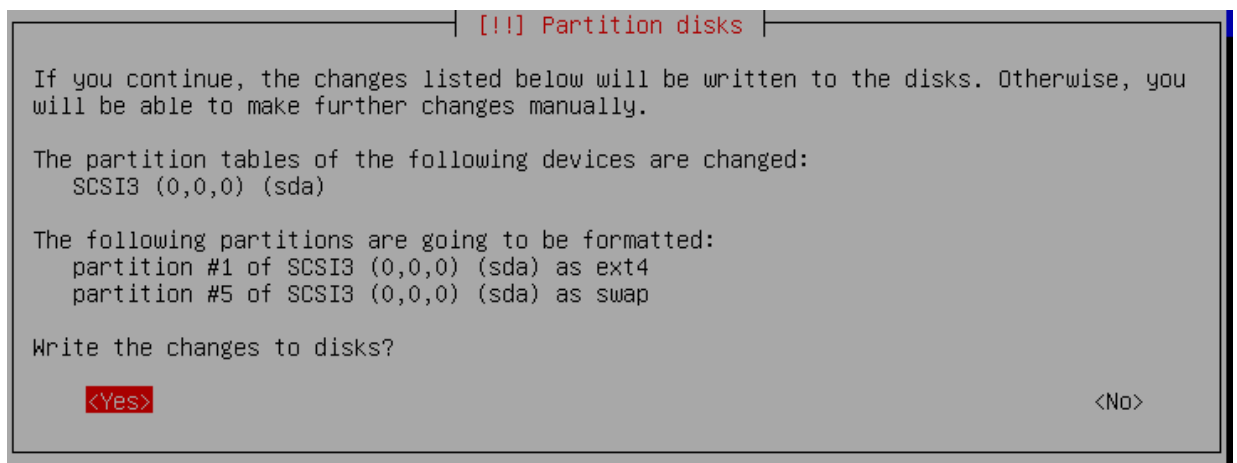 [!!] Partition disks
If you continue, the changes listed below will be written to the disks. Otherwise, you
will be able to make further changes manually.
The partition tables of the following devices are changed:
SCSI3 (0,0,0) (sda)
The following partitions are going to be formatted:
partition #1 of SCSI3 (0,0,0) (sda) as ext4
partition #5 of SCSI3 (0,0,0) (sda) as swap
Write the changes to disks?
<Yes> <No>